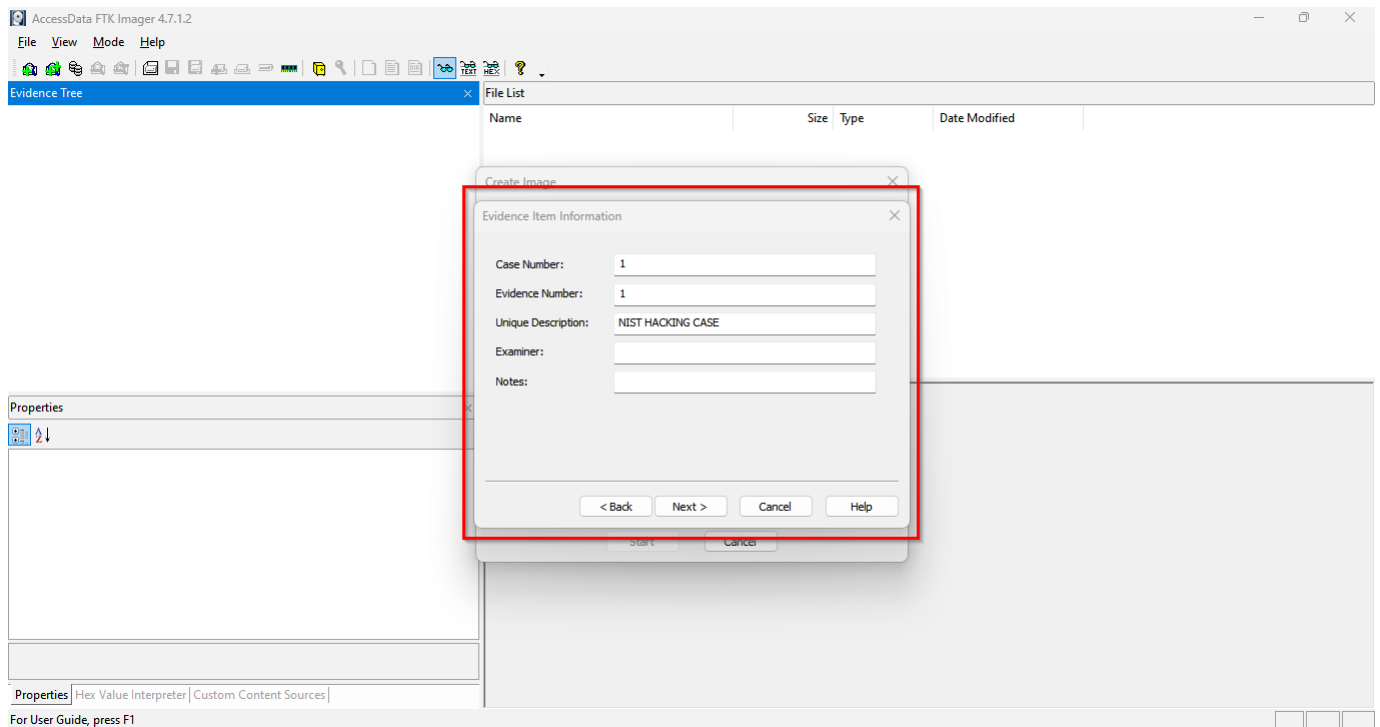 AccessData FTK Imager 4.7.1.2
File View Mode Help
TEXT HEX
Evidence Tree
File List
Name Size Type Date Modified
Create Image
Evidence Item Information
Case Number: 1
Evidence Number: 1
Unique Description: NIST HACKING CASE
Examiner:
Notes:
< Back Next > Cancel Help
Start Cancel
Properties
Properties Hex Value Interpreter Custom Content Sources
For User Guide, press F1